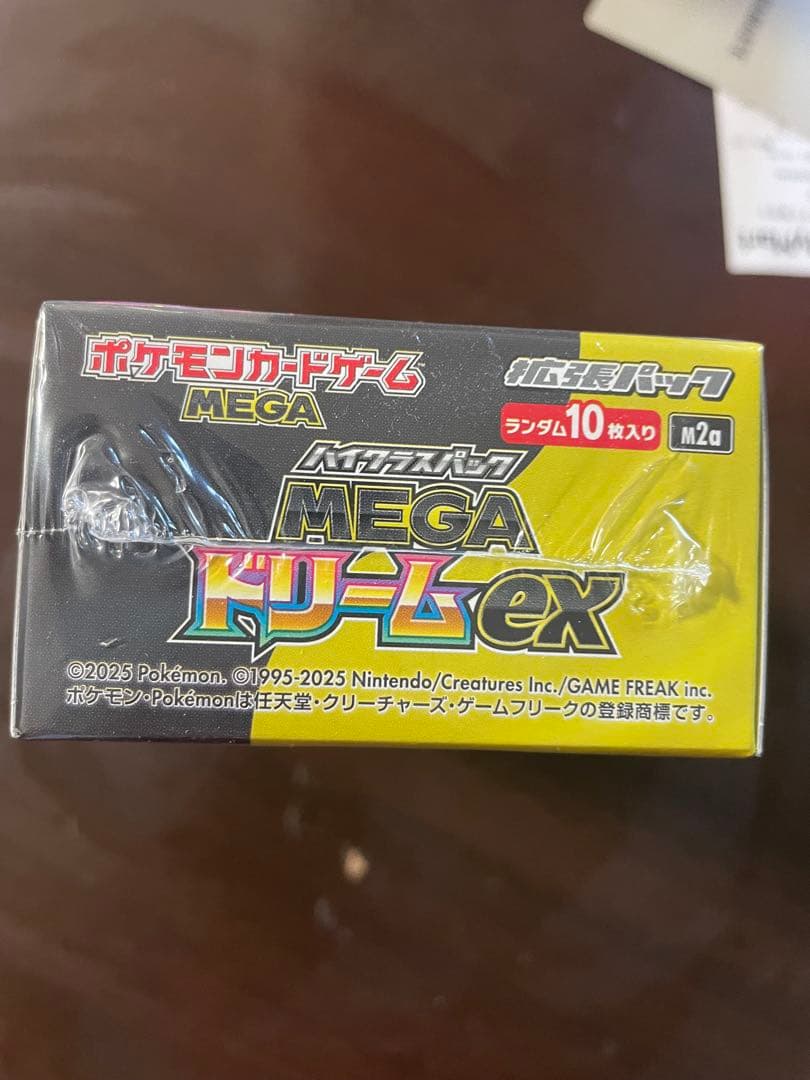 ポケモンカードゲーム
MEGA
拡張パック
ランダム10枚入り
M2a
ハイクラスパック
MEGA
ドリームex
©2025 Pokémon. ©1995-2025 Nintendo/Creatures Inc./GAME FREAK inc.
ポケモン・Pokémonは任天堂・クリーチャーズ・ゲームフリークの登録商標です。